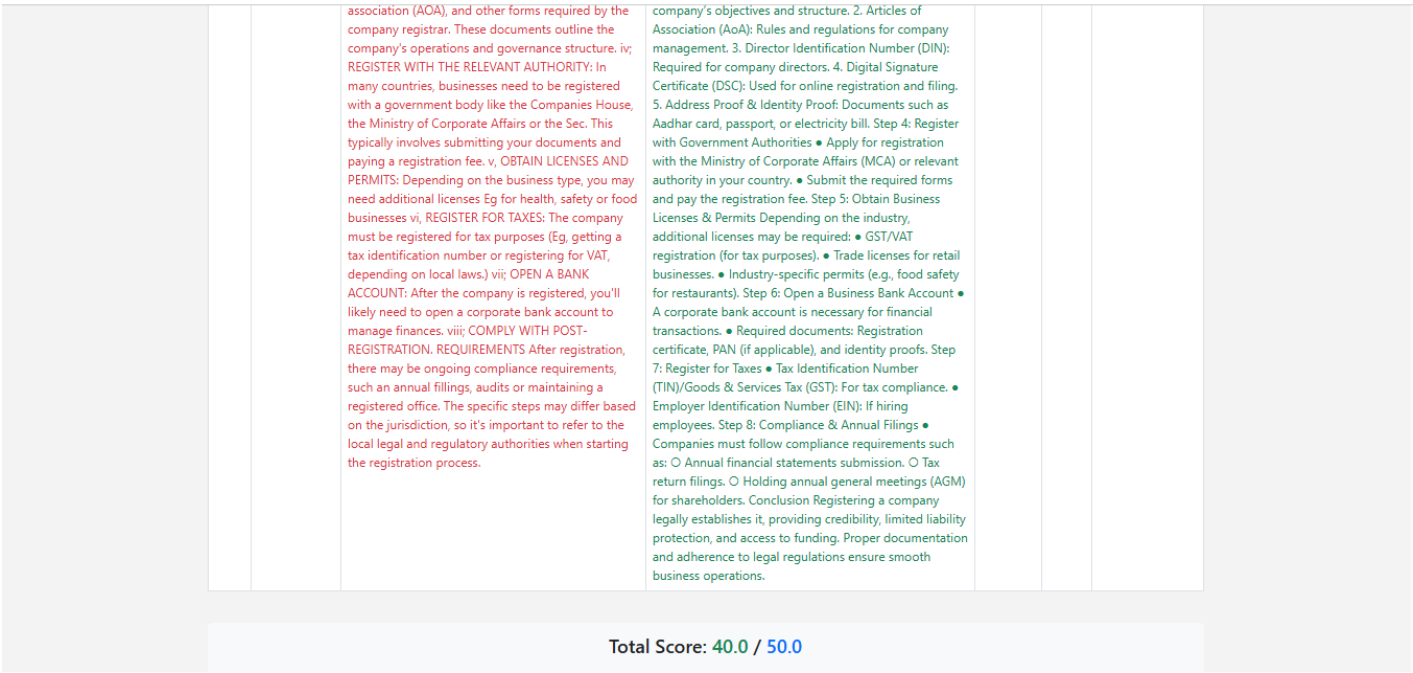 association (AOA), and other forms required by the
company registrar. These documents outline the
company's operations and governance structure. iv;
REGISTER WITH THE RELEVANT AUTHORITY: In
many countries, businesses need to be registered
with a government body like the Companies House,
the Ministry of Corporate Affairs or the Sec. This
typically involves submitting your documents and
paying a registration fee. v, OBTAIN LICENSES AND
PERMITS: Depending on the business type, you may
need additional licenses Eg for health, safety or food
businesses vi, REGISTER FOR TAXES: The company
must be registered for tax purposes (Eg, getting a
tax identification number or registering for VAT,
depending on local laws.) vii; OPEN A BANK
ACCOUNT: After the company is registered, you'll
likely need to open a corporate bank account to
manage finances. viii; COMPLY WITH POST-
REGISTRATION. REQUIREMENTS After registration,
there may be ongoing compliance requirements,
such an annual fillings, audits or maintaining a
registered office. The specific steps may differ based
on the jurisdiction, so it's important to refer to the
local legal and regulatory authorities when starting
the registration process.
company's objectives and structure. 2. Articles of
Association (AoA): Rules and regulations for company
management. 3. Director Identification Number (DIN):
Required for company directors. 4. Digital Signature
Certificate (DSC): Used for online registration and filing.
5. Address Proof & Identity Proof: Documents such as
Aadhar card, passport, or electricity bill. Step 4: Register
with Government Authorities ● Apply for registration
with the Ministry of Corporate Affairs (MCA) or relevant
authority in your country. ● Submit the required forms
and pay the registration fee. Step 5: Obtain Business
Licenses & Permits Depending on the industry,
additional licenses may be required: ● GST/VAT
registration (for tax purposes). ● Trade licenses for retail
businesses. ● Industry-specific permits (e.g., food safety
for restaurants). Step 6: Open a Business Bank Account ●
A corporate bank account is necessary for financial
transactions. ● Required documents: Registration
certificate, PAN (if applicable), and identity proofs. Step
7: Register for Taxes ● Tax Identification Number
(TIN)/Goods & Services Tax (GST): For tax compliance. ●
Employer Identification Number (EIN): If hiring
employees. Step 8: Compliance & Annual Filings ●
Companies must follow compliance requirements such
as: ○ Annual financial statements submission. ○ Tax
return filings. ○ Holding annual general meetings (AGM)
for shareholders. Conclusion Registering a company
legally establishes it, providing credibility, limited liability
protection, and access to funding. Proper documentation
and adherence to legal regulations ensure smooth
business operations.
Total Score: 40.0 / 50.0